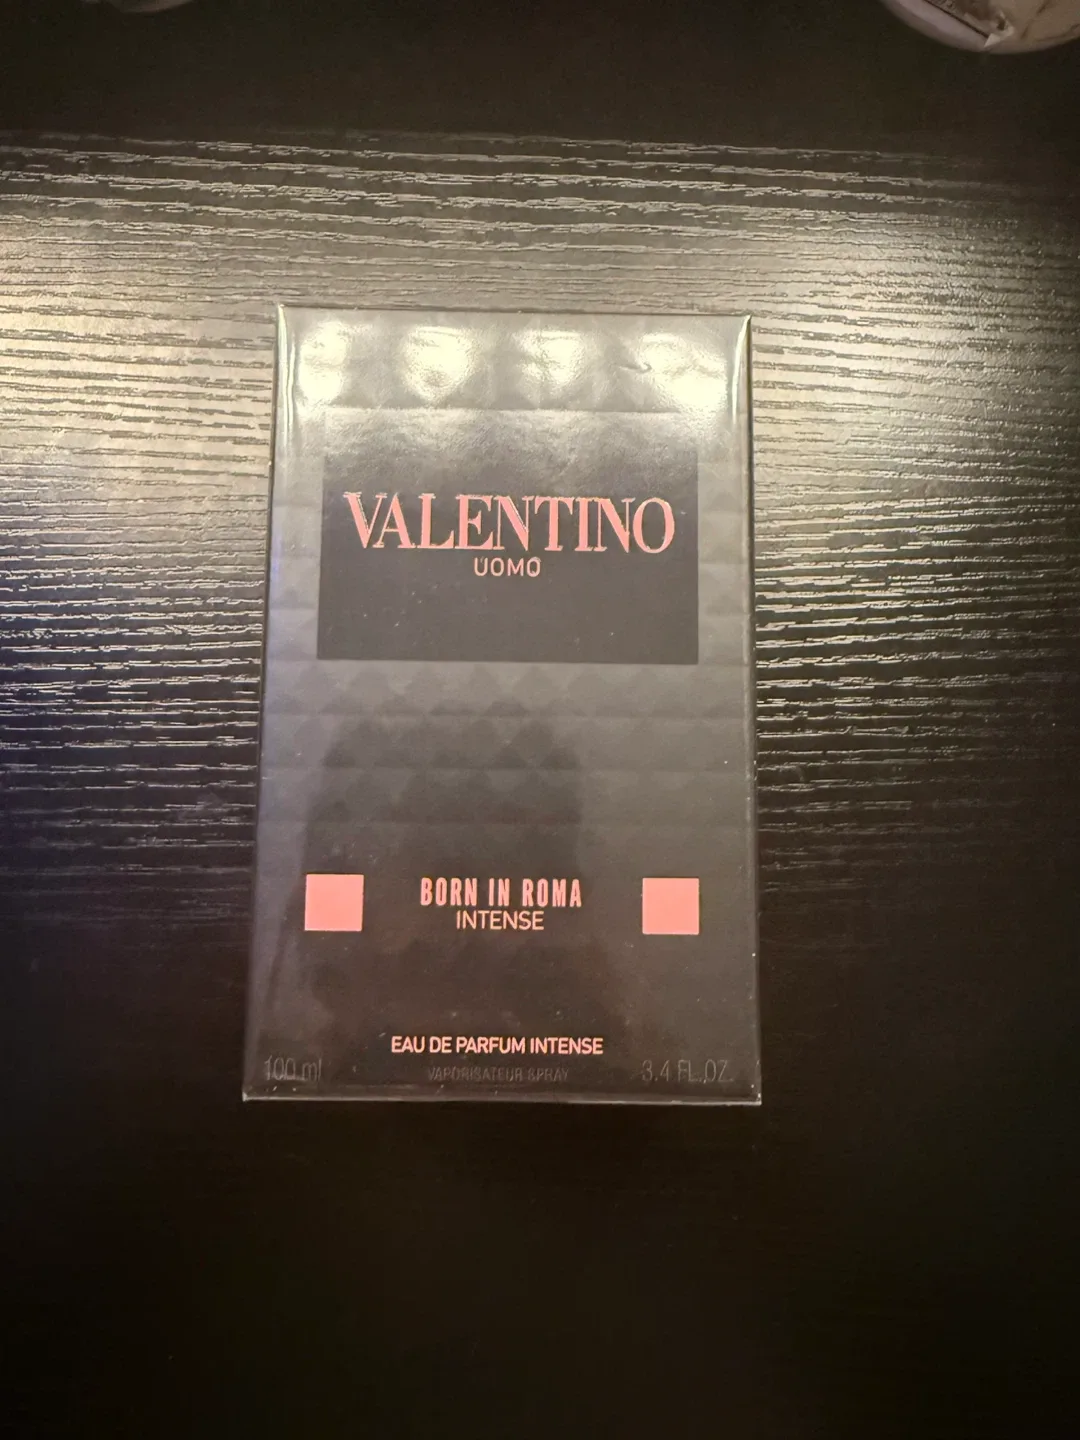 VALENTINO
UOMO
BORN IN ROMA
INTENSE
EAU DE PARFUM INTENSE
100 ml VAPORISATEUR SPRAY 3.4 FL.OZ.